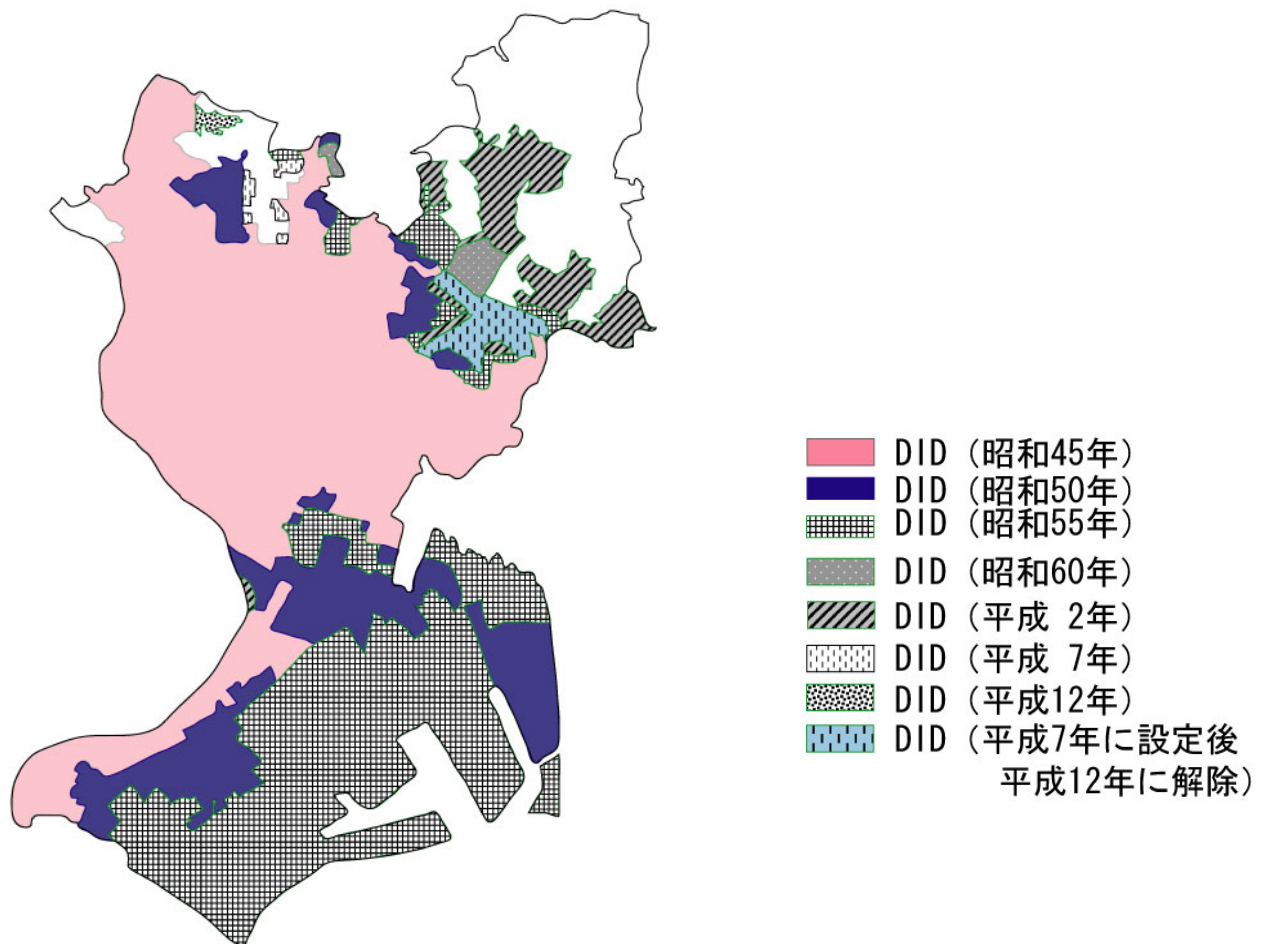 DID (昭和45年)
DID (昭和50年)
DID (昭和55年)
DID (昭和60年)
DID (平成 2年)
DID (平成 7年)
DID (平成12年)
DID (平成7年に設定後
平成12年に解除)